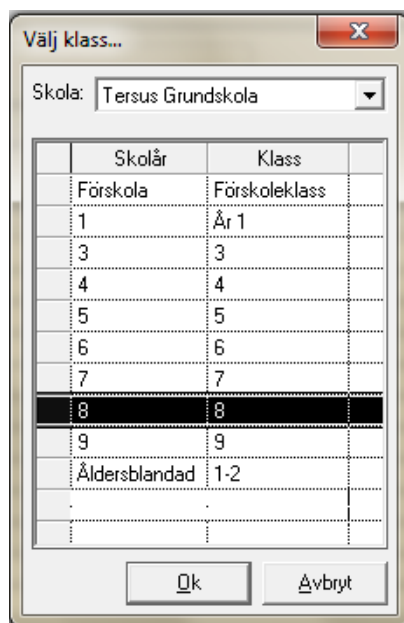 Välj klass...
Skola: Tersus Grundskola
Skolår Klass
Förskola Förskoleklass
1 År 1
3 3
4 4
5 5
6 6
7 7
8 8
9 9
Åldersblandad 1-2
Ok Avbryt